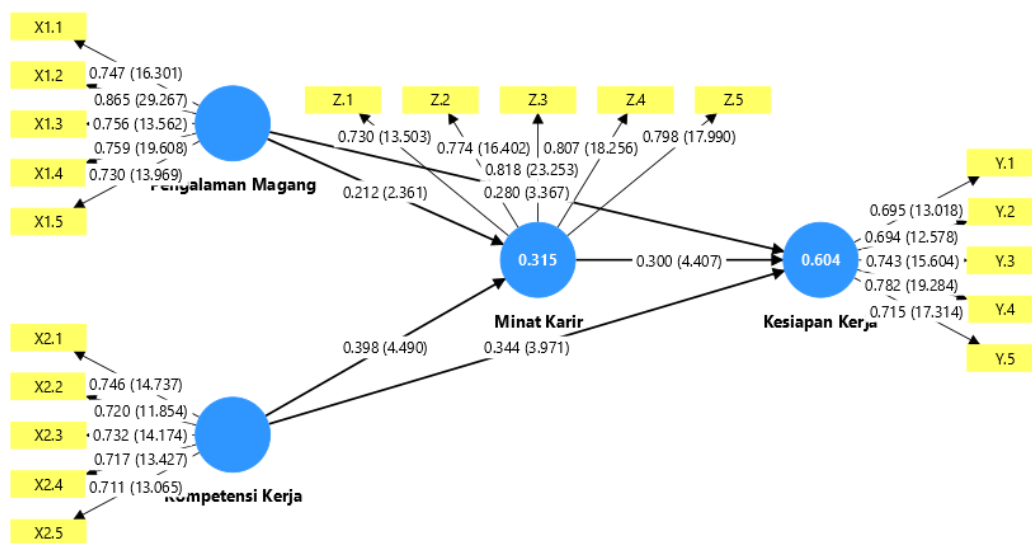 X1.1
X1.2
X1.3
X1.4
X1.5
0.747 (16.301)
0.865 (29.267)
0.756 (13.562)
0.759 (19.608)
0.730 (13.969)
Pengalaman Magang
Z.1
Z.2
Z.3
Z.4
Z.5
0.730 (13.503)
0.774 (16.402)
0.818 (23.253)
0.807 (18.256)
0.798 (17.990)
0.280 (3.367)
0.212 (2.361)
0.315
Minat Karir
0.300 (4.407)
0.604
Kesiapan Kerja
Y.1
Y.2
Y.3
Y.4
Y.5
0.695 (13.018)
0.694 (12.578)
0.743 (15.604)
0.782 (19.284)
0.715 (17.314)
0.398 (4.490)
0.344 (3.971)
X2.1
X2.2
X2.3
X2.4
X2.5
0.746 (14.737)
0.720 (11.854)
0.732 (14.174)
0.717 (13.427)
0.711 (13.065)
Kompetensi Kerja